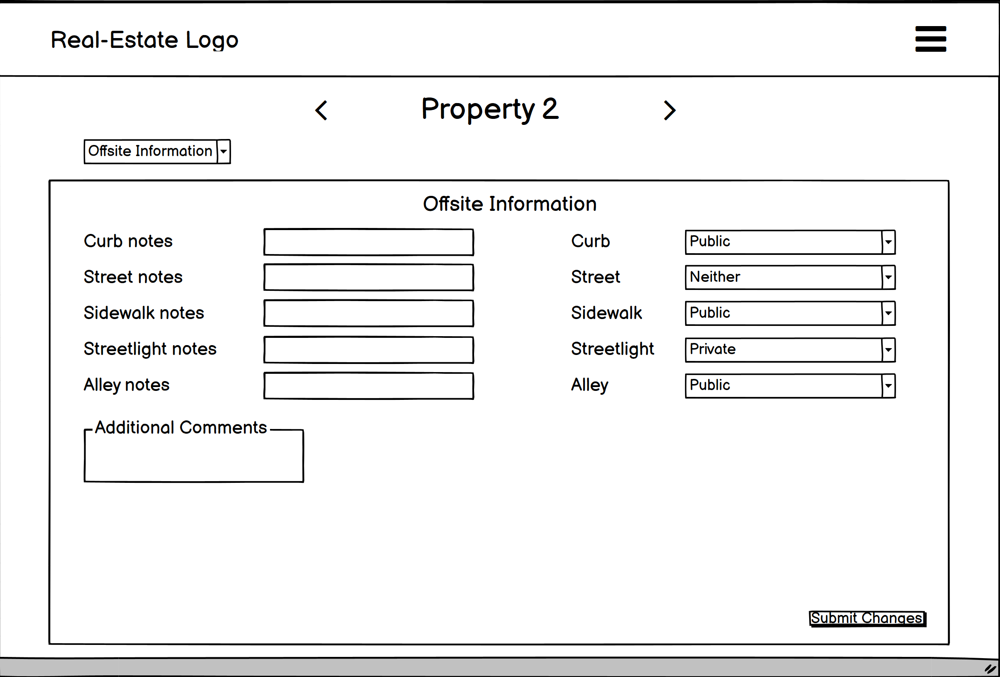 Real-Estate Logo
Property 2
Offsite Information
Offsite Information
Curb notes
Curb
Public
Street notes
Street
Neither
Sidewalk notes
Sidewalk
Public
Streetlight notes
Streetlight
Private
Alley notes
Alley
Public
Additional Comments
Submit Changes